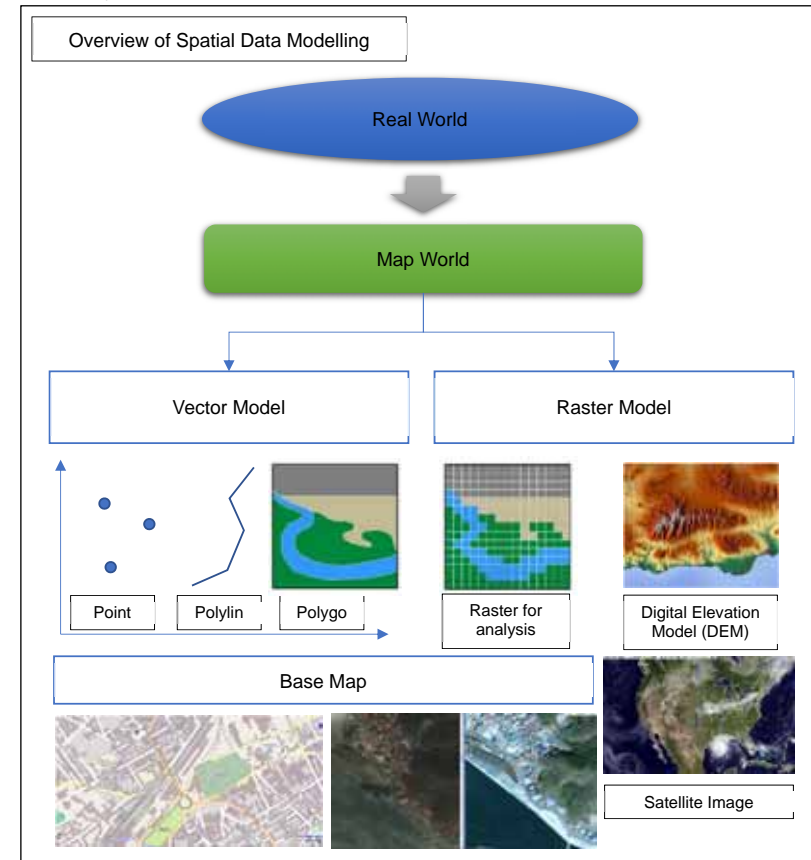 Overview of Spatial Data Modelling
Real World
Map World
Vector Model
Raster Model
Point
Polylin
Polygo
Raster for
analysis
Digital Elevation
Model (DEM)
Base Map
Satellite Image